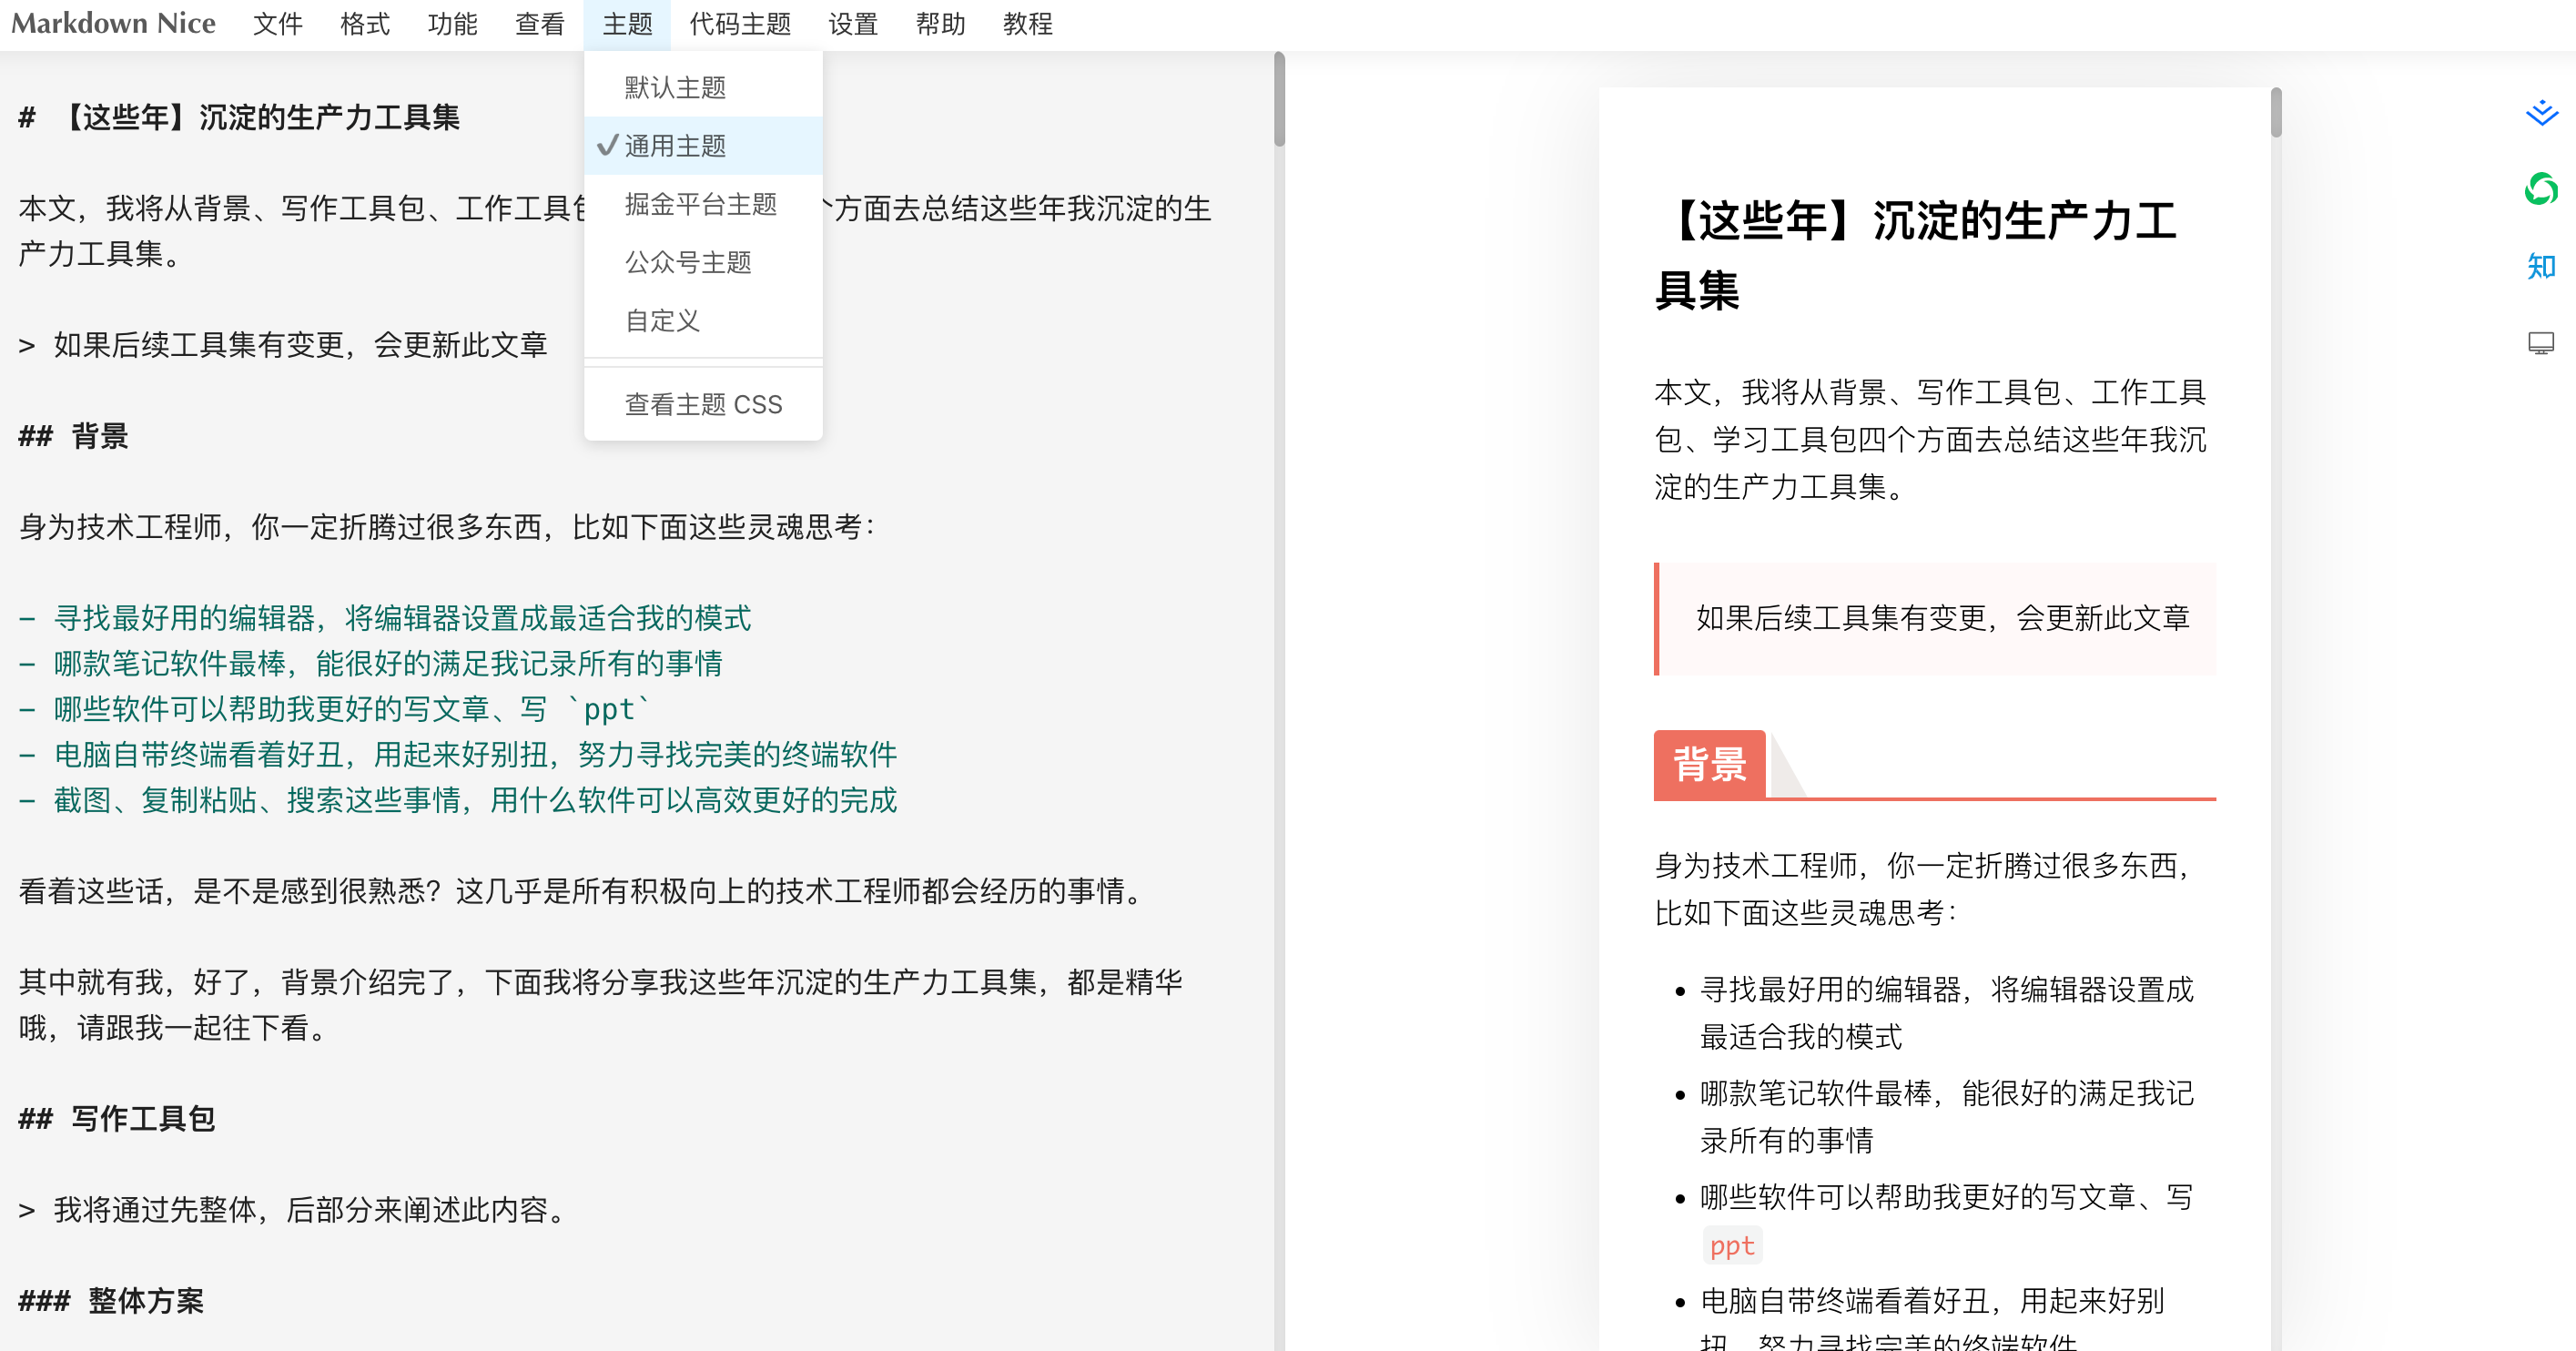 Markdown Nice 文件 格式 功能 查看 主题 代码主题 设置 帮助 教程
默认主题
通用主题
掘金平台主题
公众号主题
自定义
查看主题 CSS
# 【这些年】沉淀的生产力工具集
本文，我将从背景、写作工具包、工作工具
方面去总结这些年我沉淀的生
产力工具集。
> 如果后续工具集有变更，会更新此文章
## 背景
身为技术工程师，你一定折腾过很多东西，比如下面这些灵魂思考：
- 寻找最好用的编辑器，将编辑器设置成最适合我的模式
- 哪款笔记软件最棒，能很好的满足我记录所有的事情
- 哪些软件可以帮助我更好的写文章、写 `ppt`
- 电脑自带终端看着好丑，用起来好别扭，努力寻找完美的终端软件
- 截图、复制粘贴、搜索这些事情，用什么软件可以高效更好的完成
看着这些话，是不是感到很熟悉？这几乎是所有积极向上的技术工程师都会经历的事情。
其中就有我，好了，背景介绍完了，下面我将分享我这些年沉淀的生产力工具集，都是精华
哦，请跟我一起往下看。
## 写作工具包
> 我将通过先整体，后部分来阐述此内容。
### 整体方案
【这些年】沉淀的生产力工
具集
本文，我将从背景、写作工具包、工作工具
包、学习工具包四个方面去总结这些年我沉
淀的生产力工具集。
如果后续工具集有变更，会更新此文章
背景
身为技术工程师，你一定折腾过很多东西，
比如下面这些灵魂思考：
• 寻找最好用的编辑器，将编辑器设置成
最适合我的模式
• 哪款笔记软件最棒，能很好的满足我记
录所有的事情
• 哪些软件可以帮助我更好的写文章、写
ppt
• 电脑自带终端看着好丑，用起来好别
扭，努力寻找完美的终端软件
知